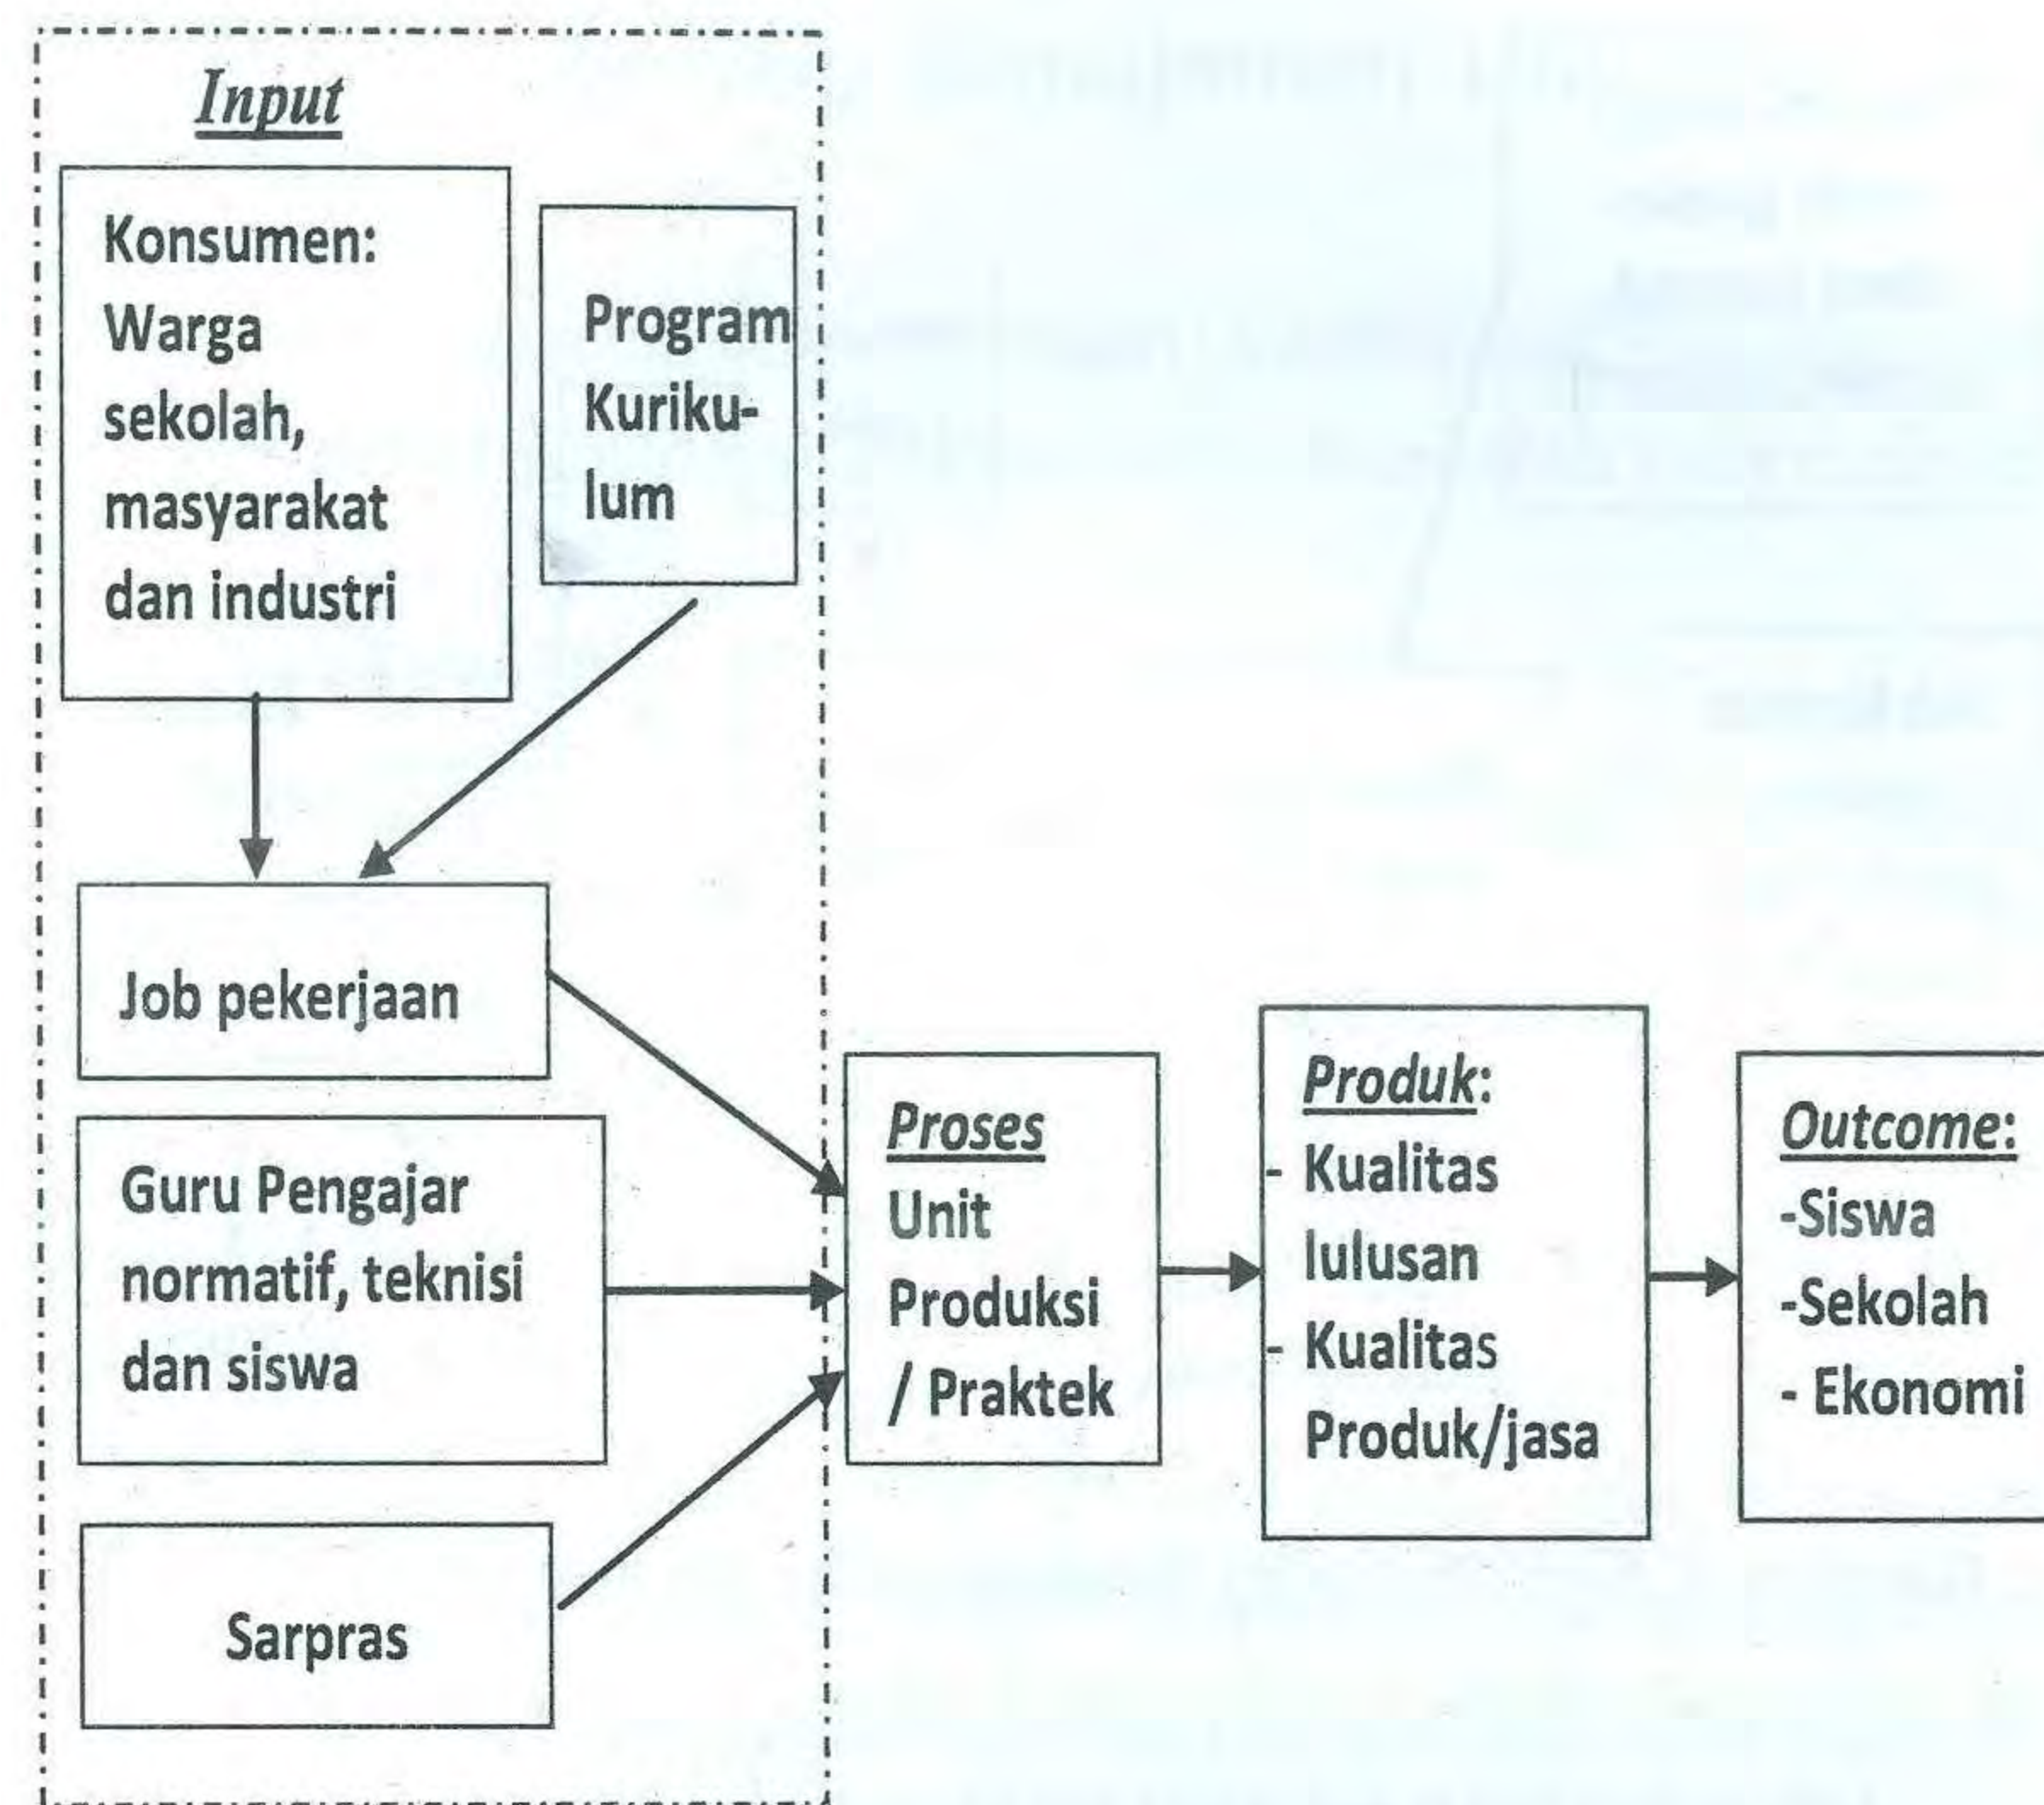 Input
Konsumen:
Warga
sekolah,
masyarakat
dan industri
Program
Kuriku-
lum
Job pekerjaan
Guru Pengajar
normatif, teknisi
dan siswa
Sarpras
Proses
Unit
Produksi
/ Praktek
Produk:
- Kualitas
lulusan
- Kualitas
Produk/jasa
Outcome:
-Siswa
-Sekolah
- Ekonomi